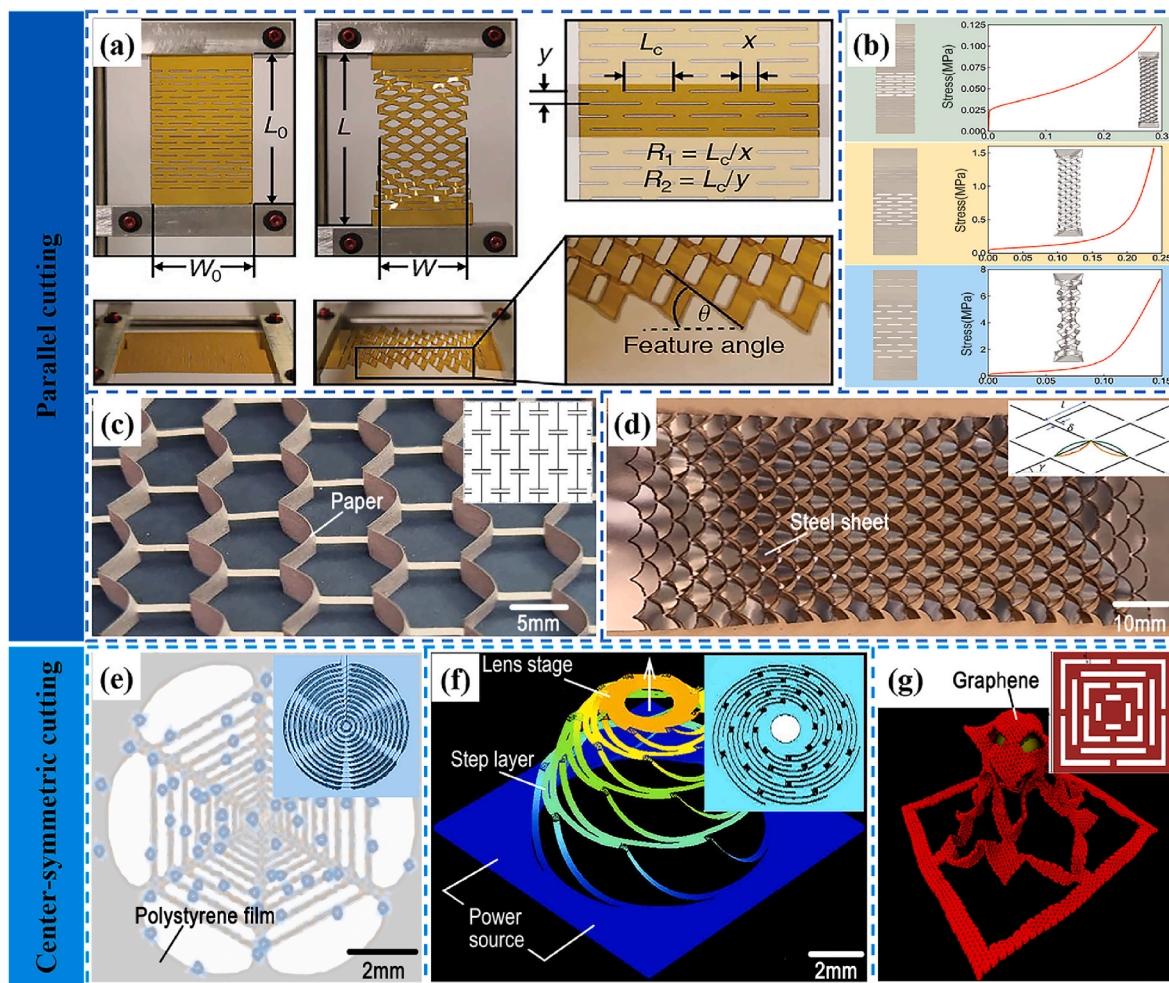 Parallel cutting
(a)
L₀
W₀
L
W
y
Lc
x
R₁ = Lc/x
R₂ = Lc/y
θ
Feature angle
(b)
Stress(MPa)
0.125
0.100
0.075
0.050
0.025
0.000
0.0
0.1
0.2
0.3
Stress(MPa)
1.5
1.0
0.5
0.0
0.00
0.05
0.10
0.15
0.20
0.25
Stress(MPa)
8
6
4
2
0
0.00
0.05
0.10
0.15
(c)
Paper
5mm
(d)
L
δ
γ
Steel sheet
10mm
Center-symmetric cutting
(e)
Polystyrene film
2mm
(f)
Lens stage
Step layer
Power
source
2mm
(g)
Graphene